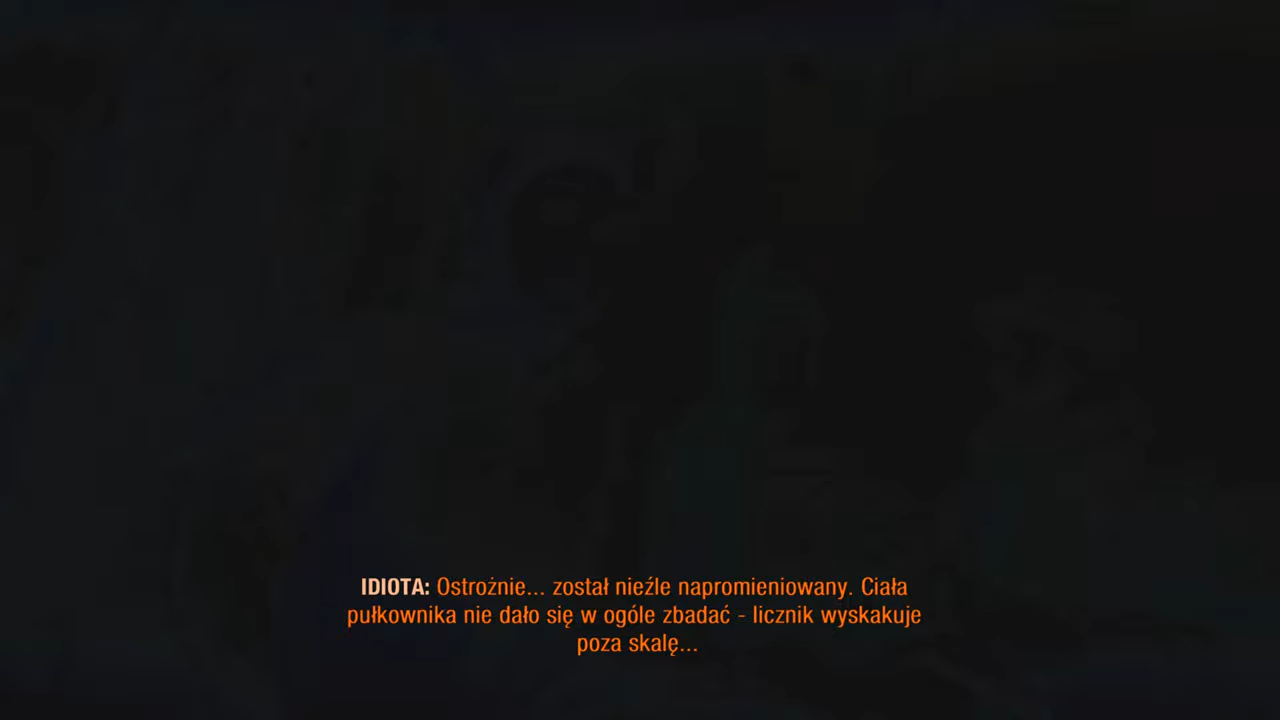 IDIOTA: Ostrożnie... został nieźle napromieniowany. Ciała
pułkownika nie dało się w ogóle zbadać - licznik wyskakuje
poza skalę...